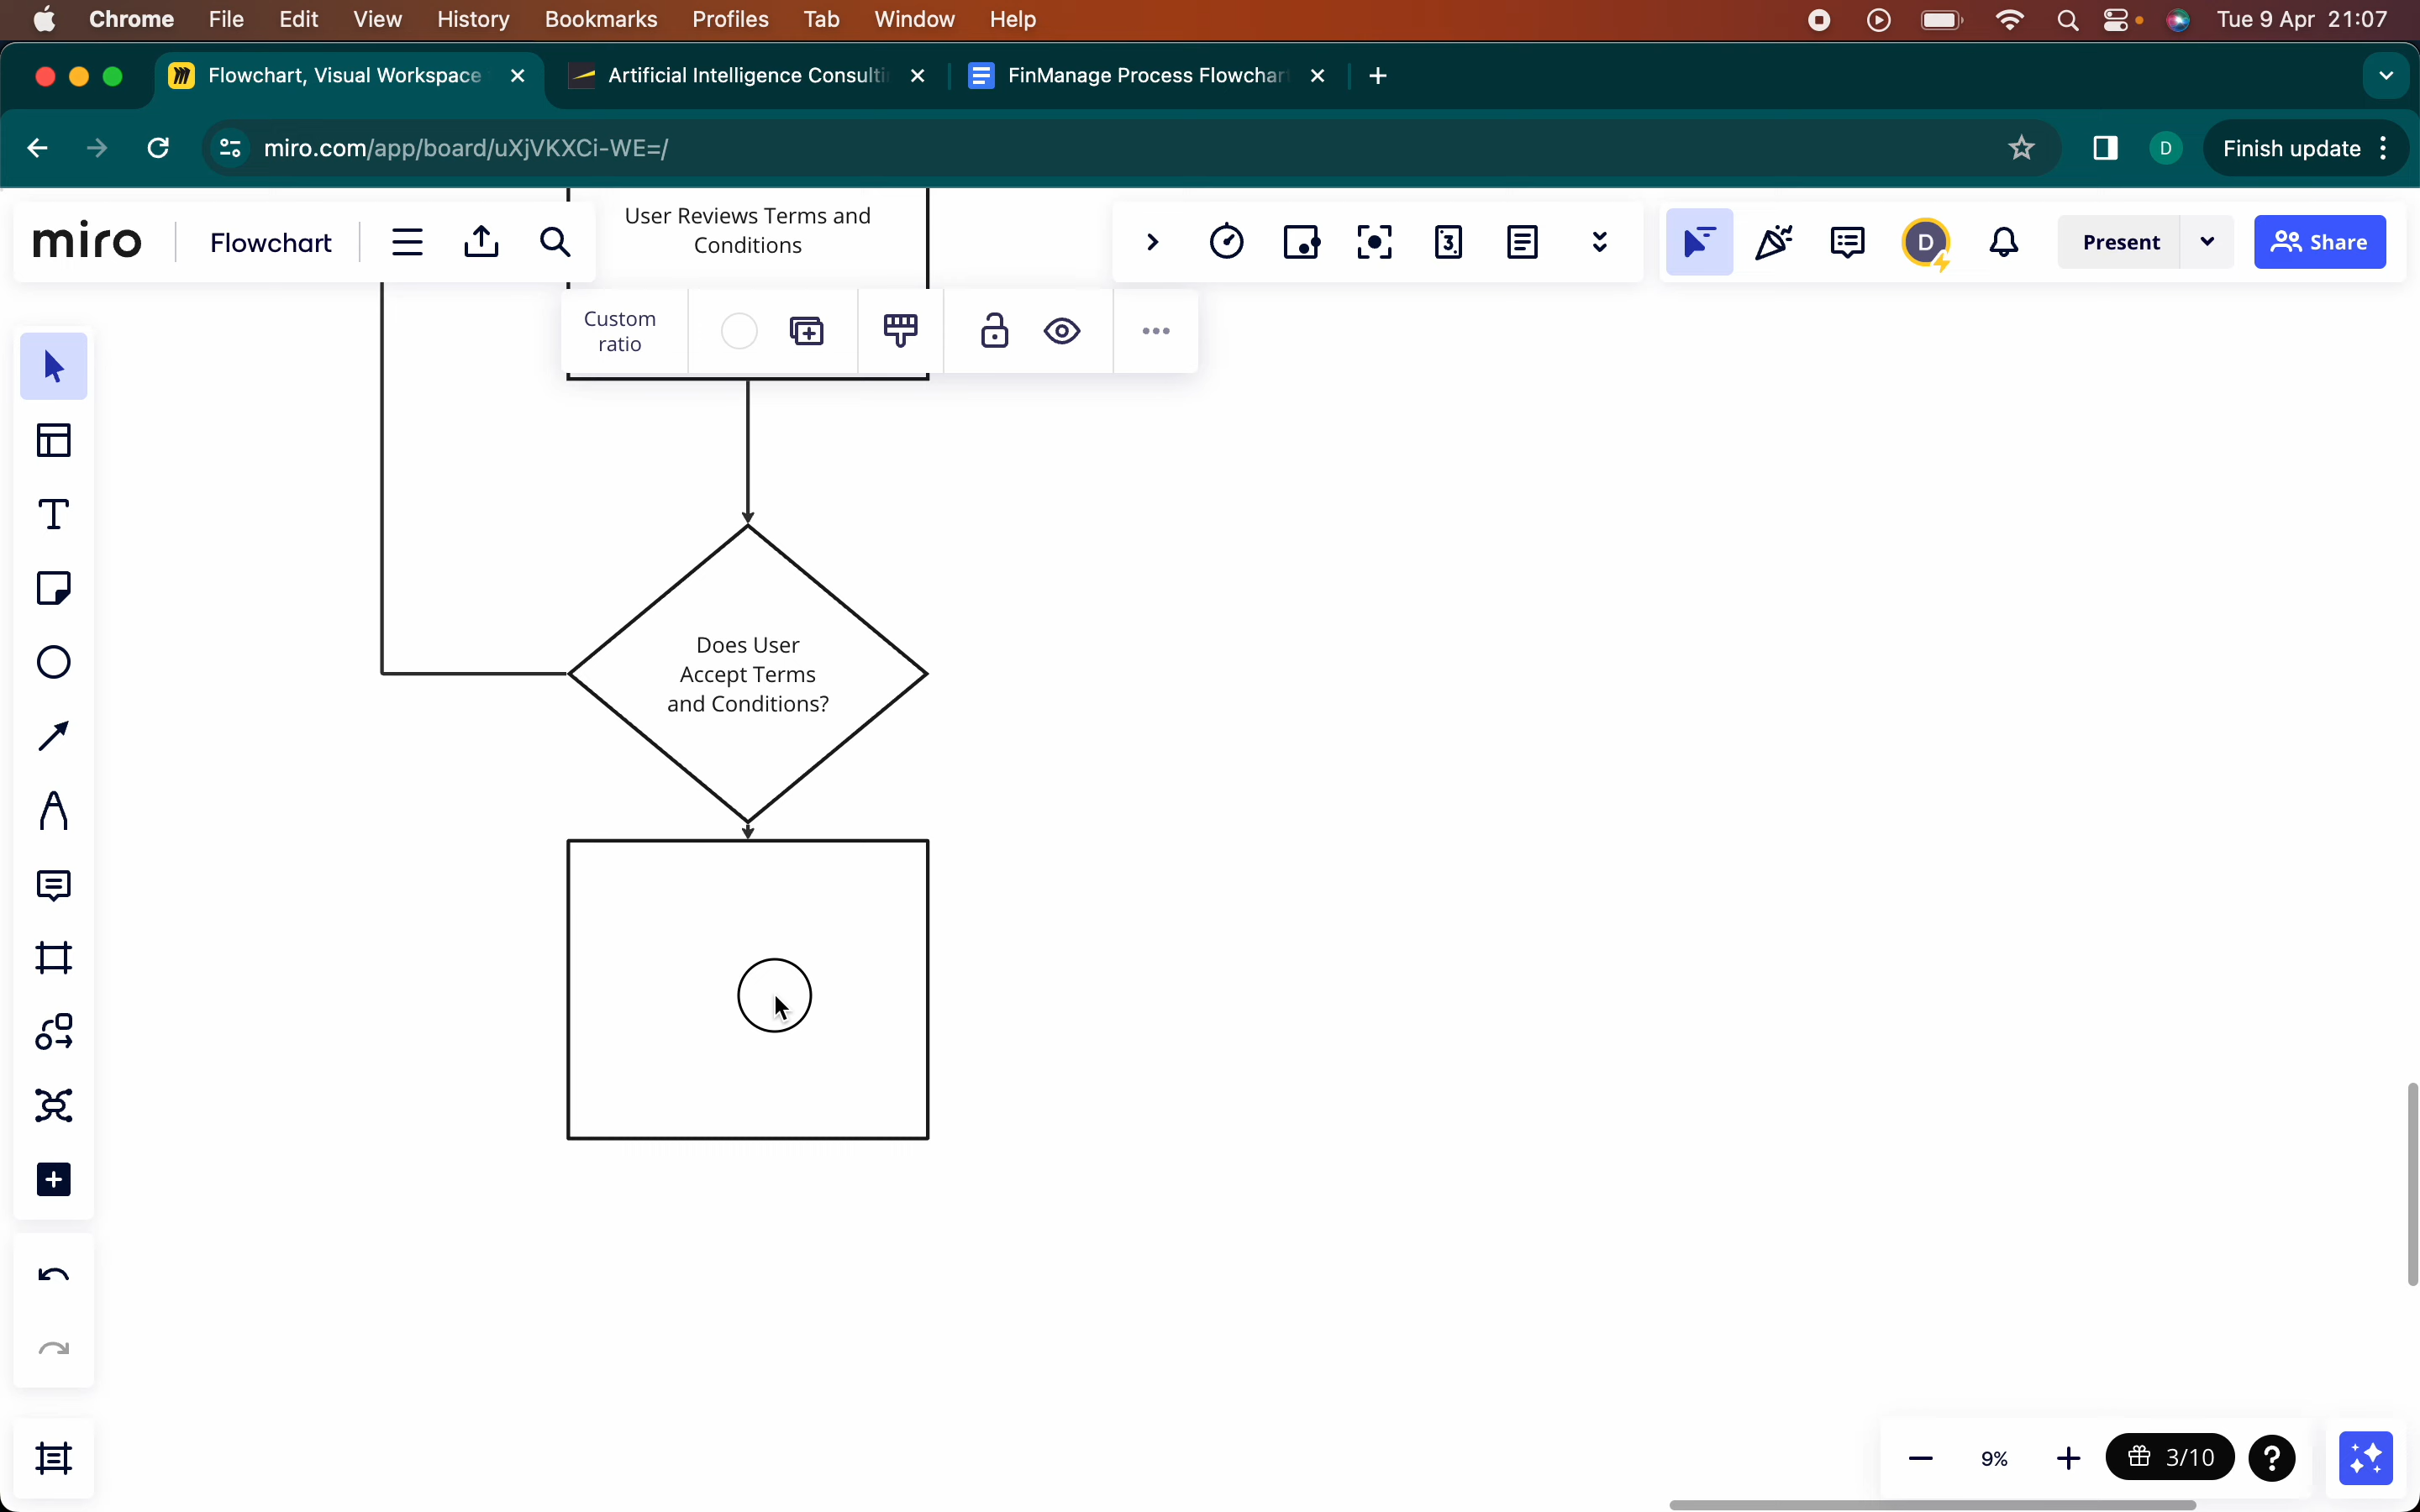 Chrome File Edit View History Bookmarks Profiles Tab Window Help Tue 9 Apr 21:07
Flowchart, Visual Workspace Artificial Intelligence Consulti FinManage Process Flowchar
miro.com/app/board/uXjVKXCi-WE=/ D Finish update
miro Flowchart D Present Share
User Reviews Terms and
Conditions
Custom
ratio
Does User
Accept Terms
and Conditions?
9% 3/10 ?